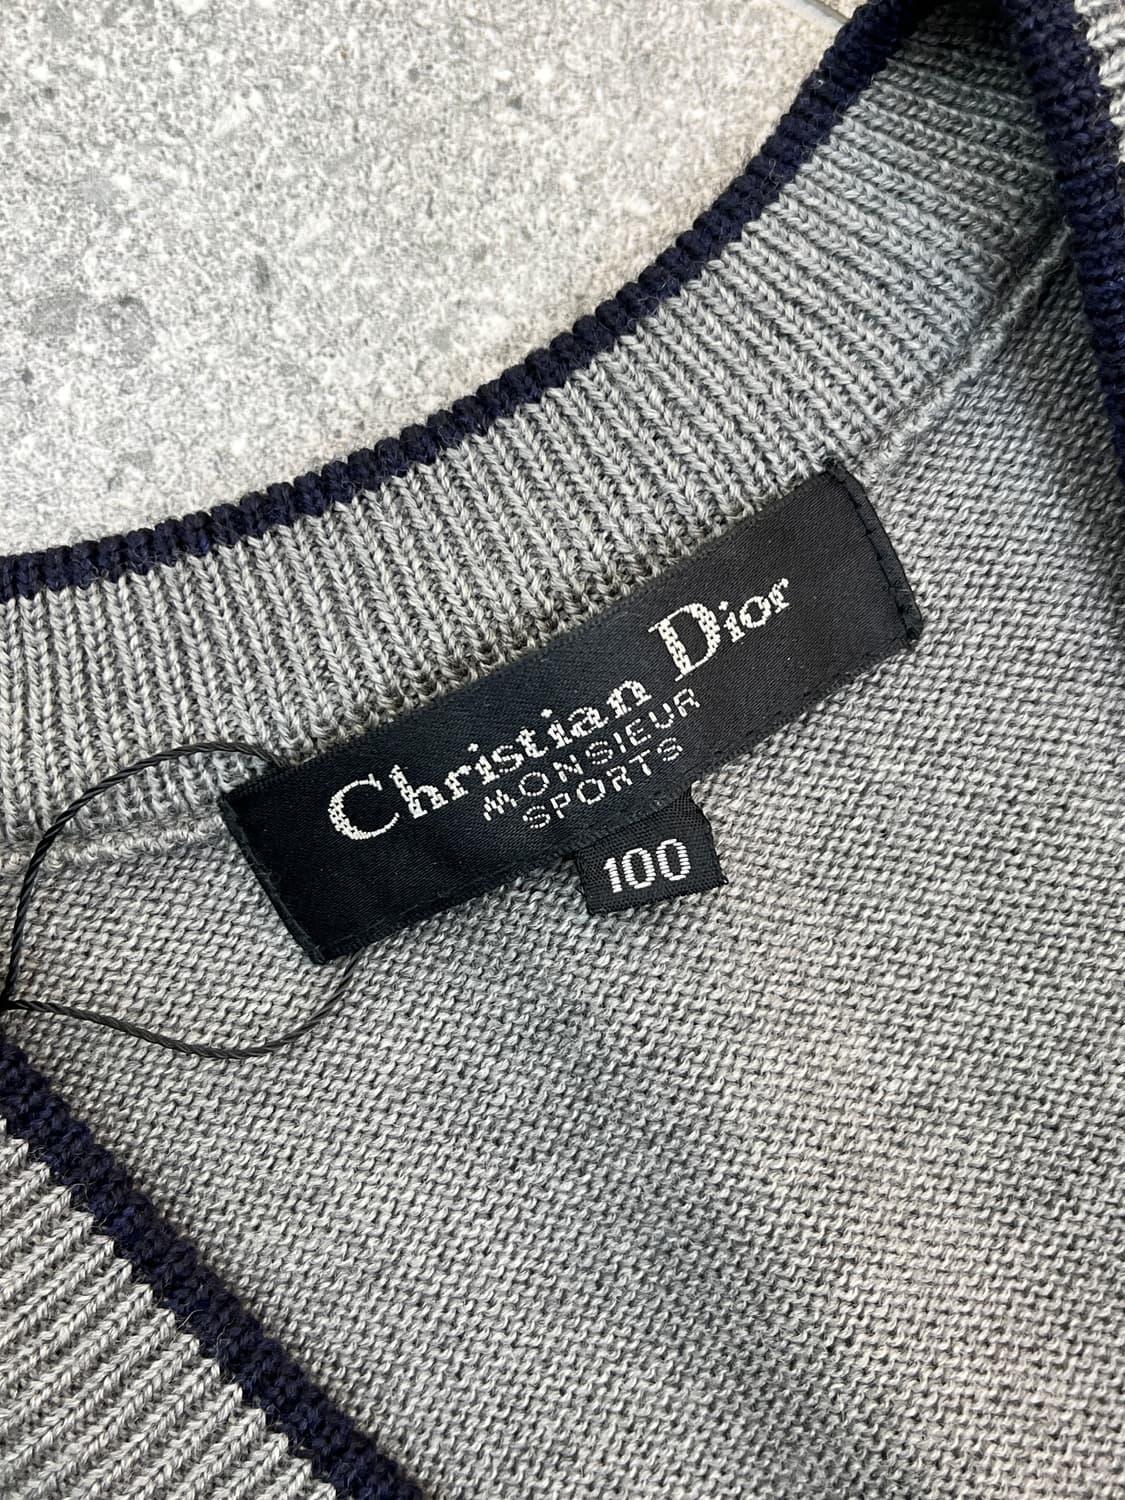 Christian Dior
MONSIEUR
SPORTS
100